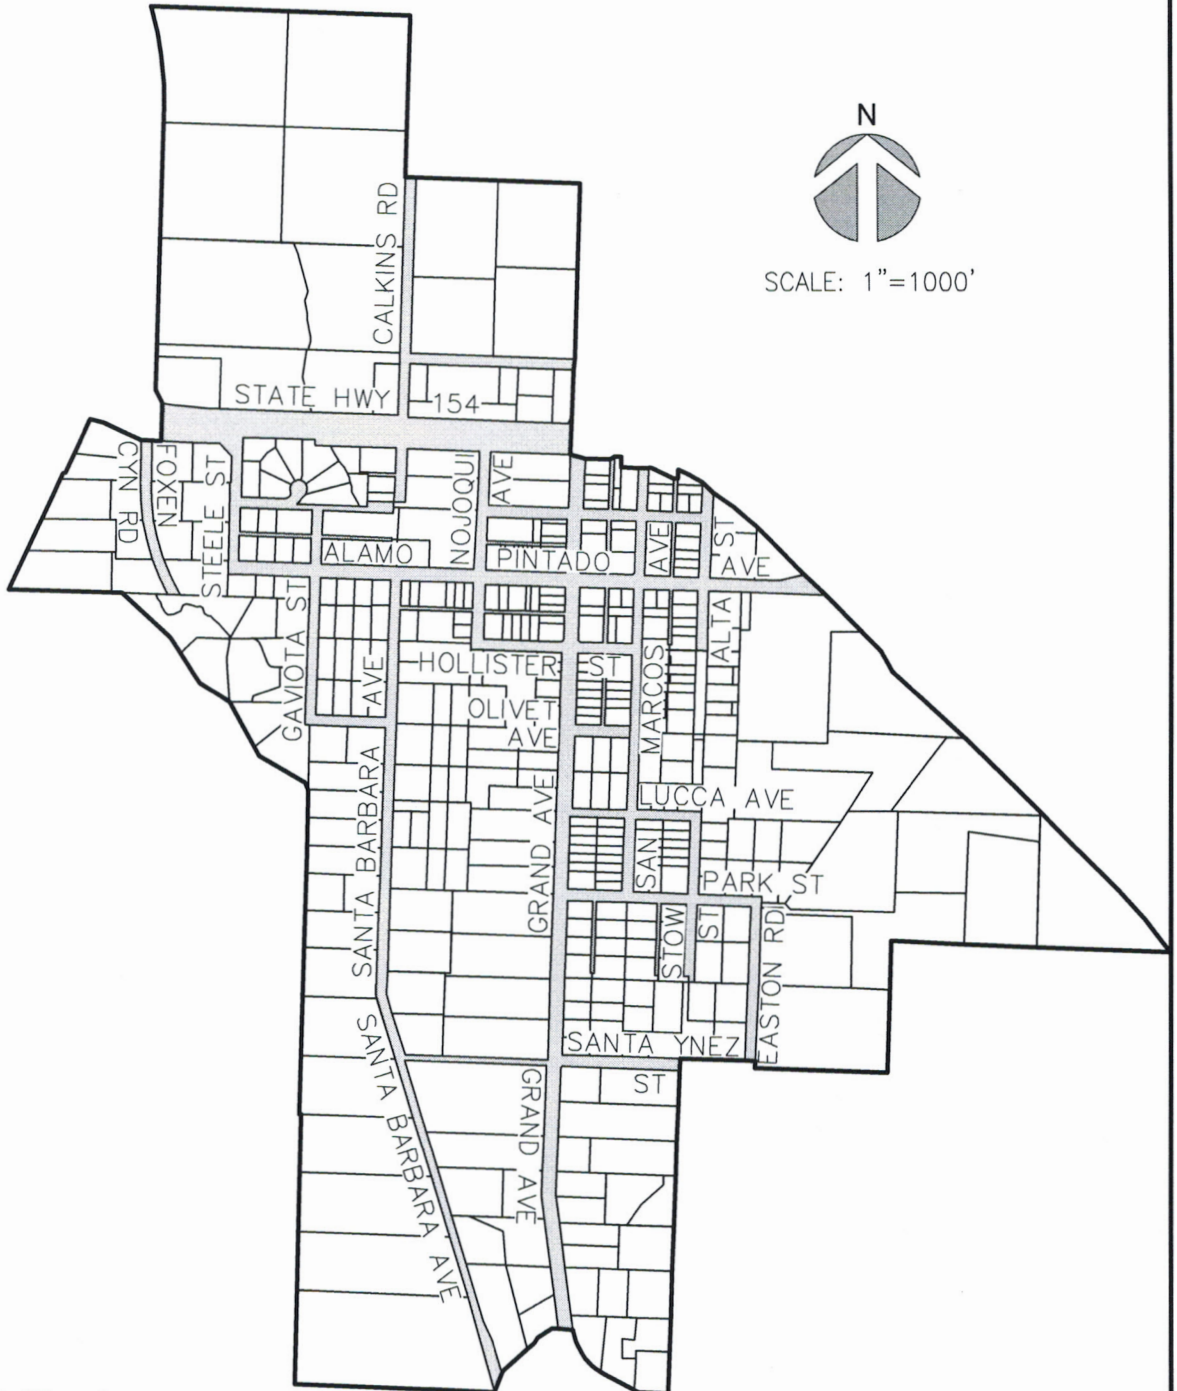 N
SCALE: 1"=1000'
CALKINS RD
STATE HWY 154
FOXEN
CYN RD
STEELE ST
NOJOQUI
AVE
ALAMO PINTADO AVE
AVE
ST
GAVIOTA ST
AVE
HOLLISTER ST
ALTA
OLIVET
AVE
MARCOS
SANTA BARBARA
LUCCA AVE
GRAND AVE
SAN
PARK ST
STOW
ST
EASTON RD
SANTA BARBARA AVE
SANTA YNEZ
ST
GRAND AVE